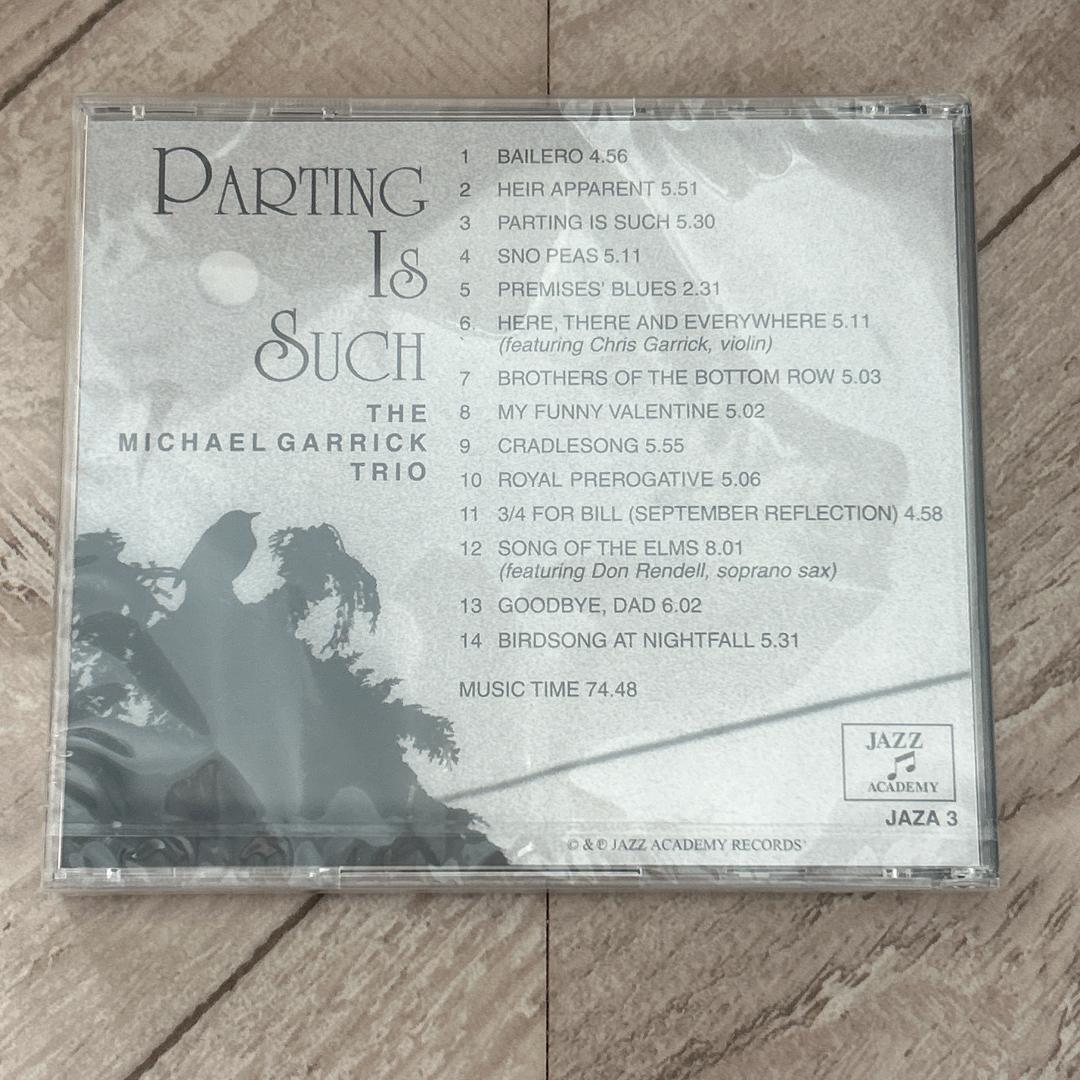 PARTING
IS
SUCH
THE
MICHAEL GARRICK
TRIO
1 BAILERO 4.56
2 HEIR APPARENT 5.51
3 PARTING IS SUCH 5.30
4 SNO PEAS 5.11
5 PREMISES' BLUES 2.31
6. HERE, THERE AND EVERYWHERE 5.11
(featuring Chris Garrick, violin)
7 BROTHERS OF THE BOTTOM ROW 5.03
8 MY FUNNY VALENTINE 5.02
9 CRADLESONG 5.55
10 ROYAL PREROGATIVE 5.06
11 3/4 FOR BILL (SEPTEMBER REFLECTION) 4.58
12 SONG OF THE ELMS 8.01
(featuring Don Rendell, soprano sax)
13 GOODBYE, DAD 6.02
14 BIRDSONG AT NIGHTFALL 5.31
MUSIC TIME 74.48
JAZZ
ACADEMY
JAZA 3
© & ℗ JAZZ ACADEMY RECORDS